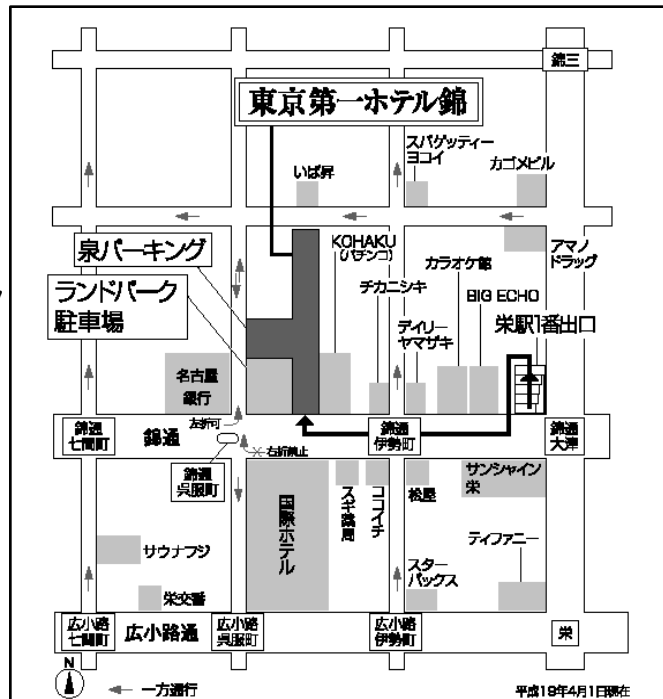 錦三
東京第一ホテル錦
いば昇
スパゲッティー
ヨコイ
カゴメビル
泉パーキング
KOHAKU
(パチンコ)
カラオケ館
アマノ
ドラッグ
ランドパーク
駐車場
チカニシキ
BIG ECHO
デイリー
ヤマザキ
栄駅1番出口
名古屋
銀行
左折可
錦通
七間町
錦通
錦通
伊勢町
錦通
大津
右折禁止
錦通
呉服町
国際ホテル
スギ薬局
ココイチ
松屋
サンシャイン
栄
サウナフジ
ティファニー
スター
バックス
栄交番
広小路
七間町
広小路通
広小路
呉服町
広小路
伊勢町
栄
N
一方通行
平成19年4月1日現在